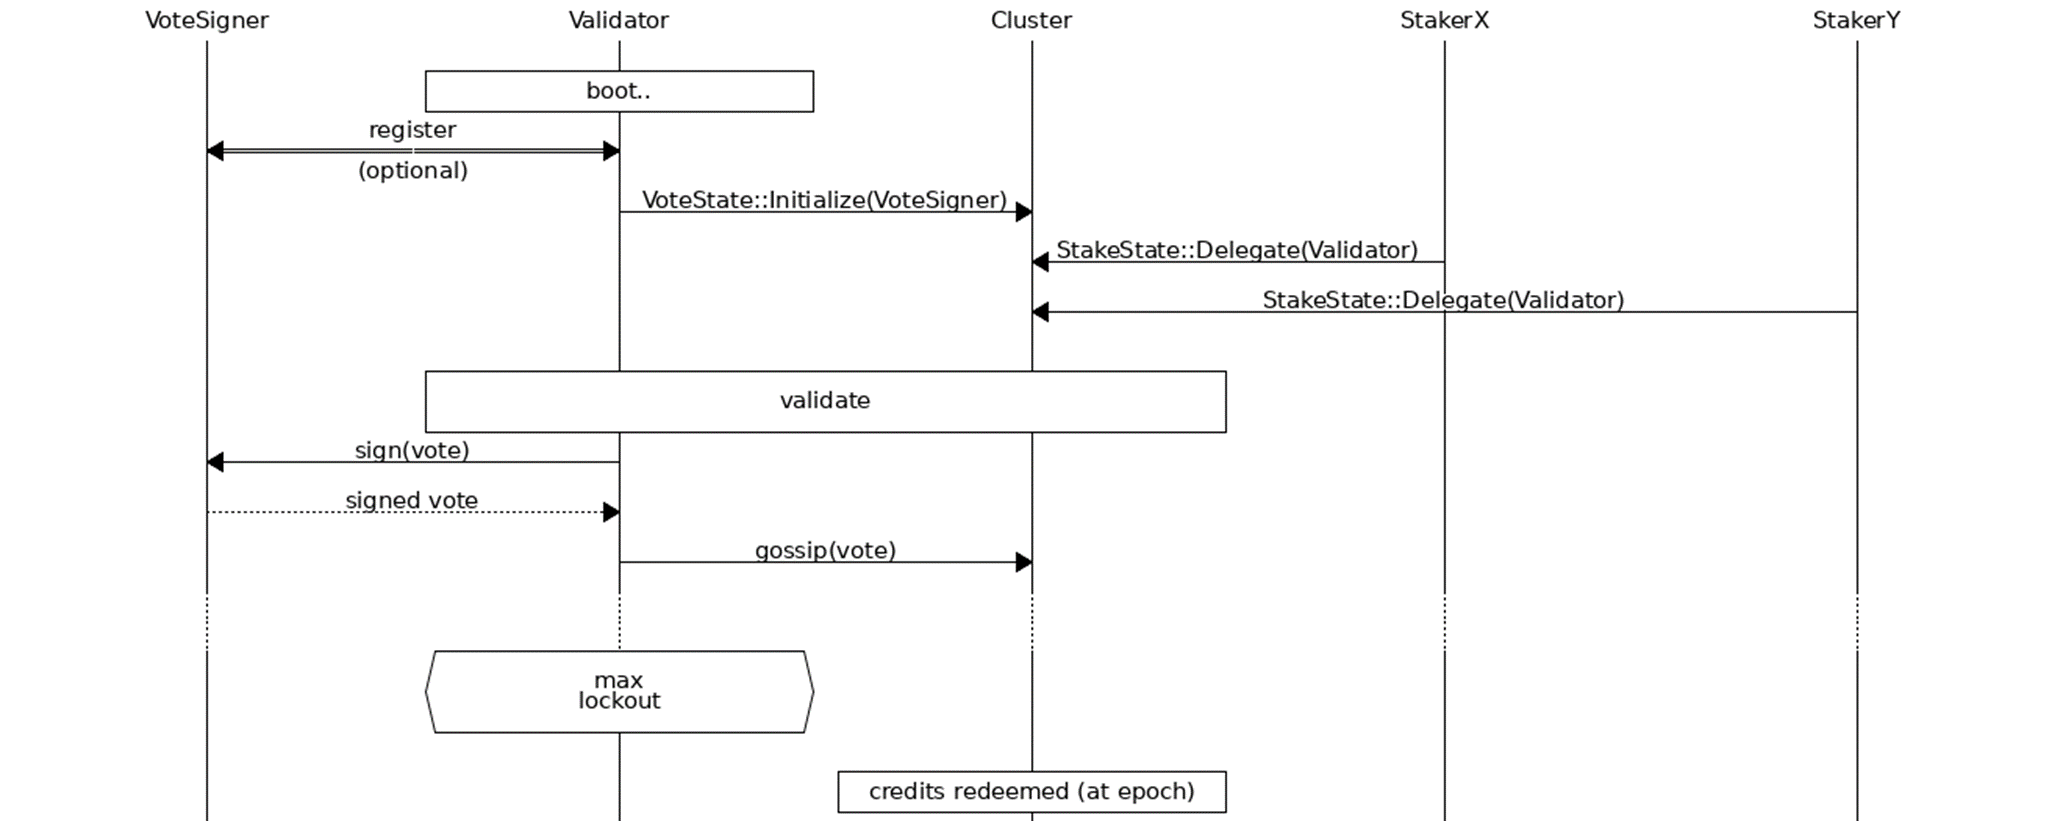 VoteSigner
Validator
Cluster
StakerX
StakerY
boot..
register
(optional)
VoteState::Initialize(VoteSigner)
StakeState::Delegate(Validator)
StakeState::Delegate(Validator)
validate
sign(vote)
signed vote
gossip(vote)
max
lockout
credits redeemed (at epoch)